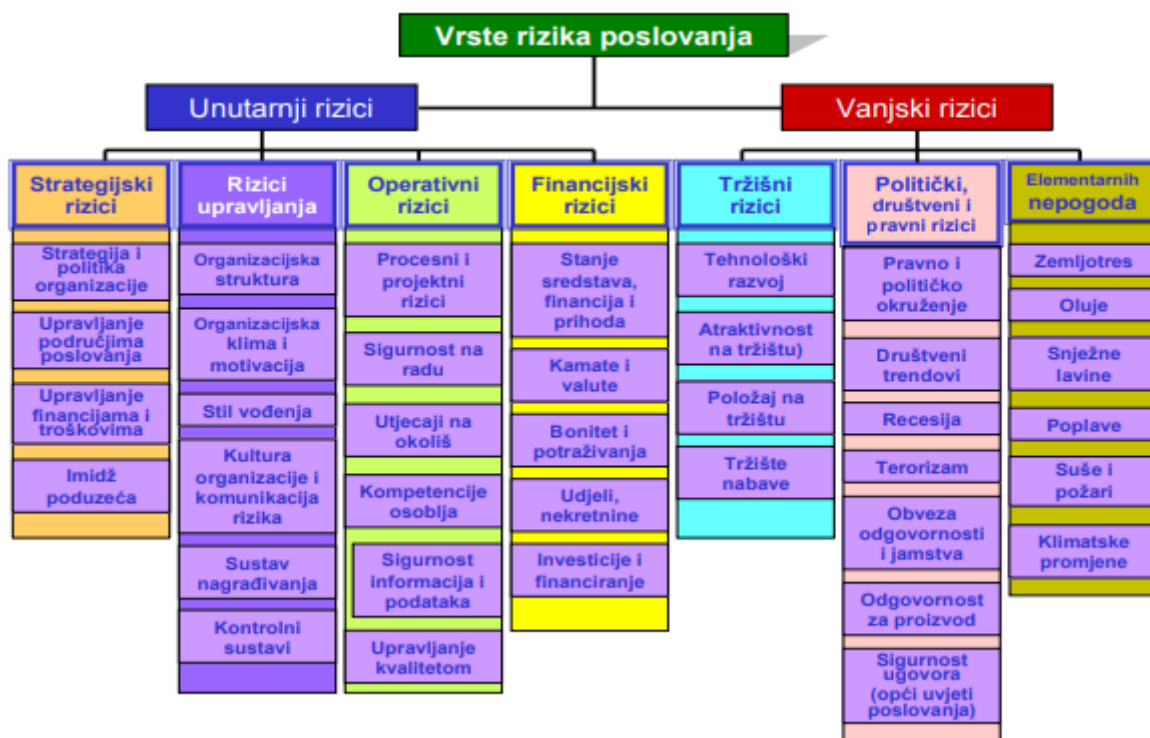 Vrste rizika poslovanja
Unutarnji rizici
Vanjski rizici
Strategijski
rizici
Strategija i
politika
organizacije
Upravljanje
područjima
poslovanja
Upravljanje
financijama i
troškovima
Imidž
poduzeća
Rizici
upravljanja
Organizacijska
struktura
Organizacijska
klima i
motivacija
Stil vođenja
Kultura
organizacije i
komunikacija
rizika
Sustav
nagrađivanja
Kontrolni
sustavi
Operativni
rizici
Procesni i
projektni
rizici
Sigurnost na
radu
Utjecaji na
okoliš
Kompetencije
osoblja
Sigurnost
informacija i
podataka
Upravljanje
kvalitetom
Financijski
rizici
Stanje
sredstava,
financija i
prihoda
Kamate i
valute
Bonitet i
potraživanja
Udjeli,
nekretnine
Investicije i
financiranje
Tržišni
rizici
Tehnološki
razvoj
Atraktivnost
na tržištu)
Položaj na
tržištu
Tržište
nabave
Politički,
društveni i
pravni rizici
Pravno i
političko
okruženje
Društveni
trendovi
Recesija
Terorizam
Obveza
odgovornosti
i jamstva
Odgovornost
za proizvod
Sigurnost
ugovora
(opći uvjeti
poslovanja)
Elementarnih
nepogoda
Zemljotres
Oluje
Snježne
lavine
Poplave
Suše i
požari
Klimatske
promjene